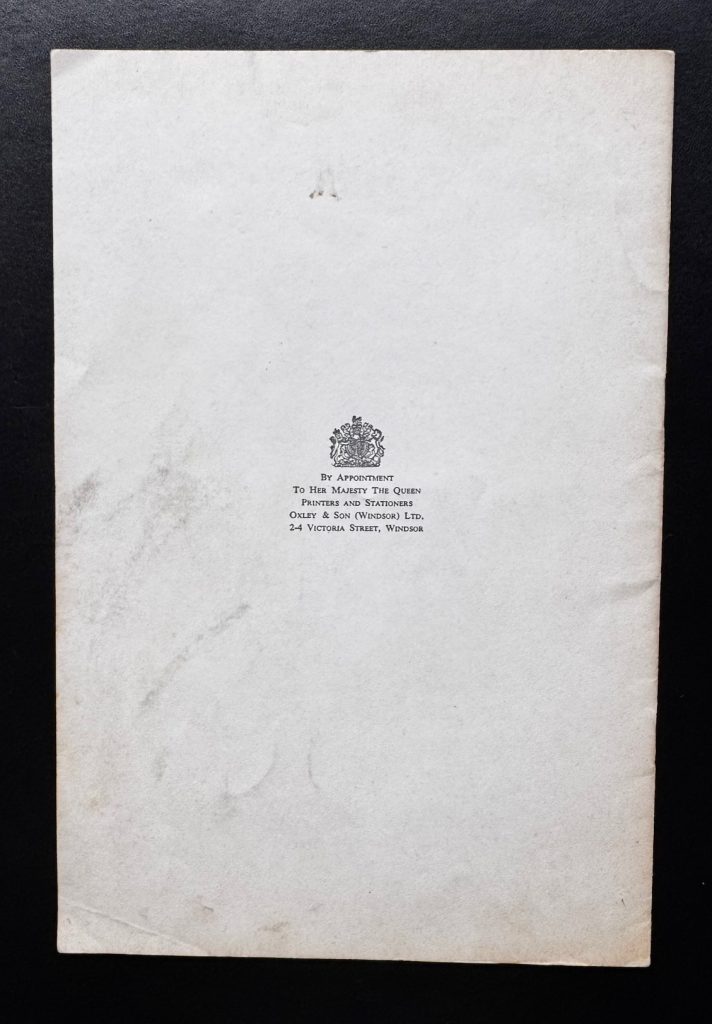 By Appointment
To Her Majesty The Queen
Printers and Stationers
Oxley & Son (Windsor) Ltd.
2-4 Victoria Street, Windsor